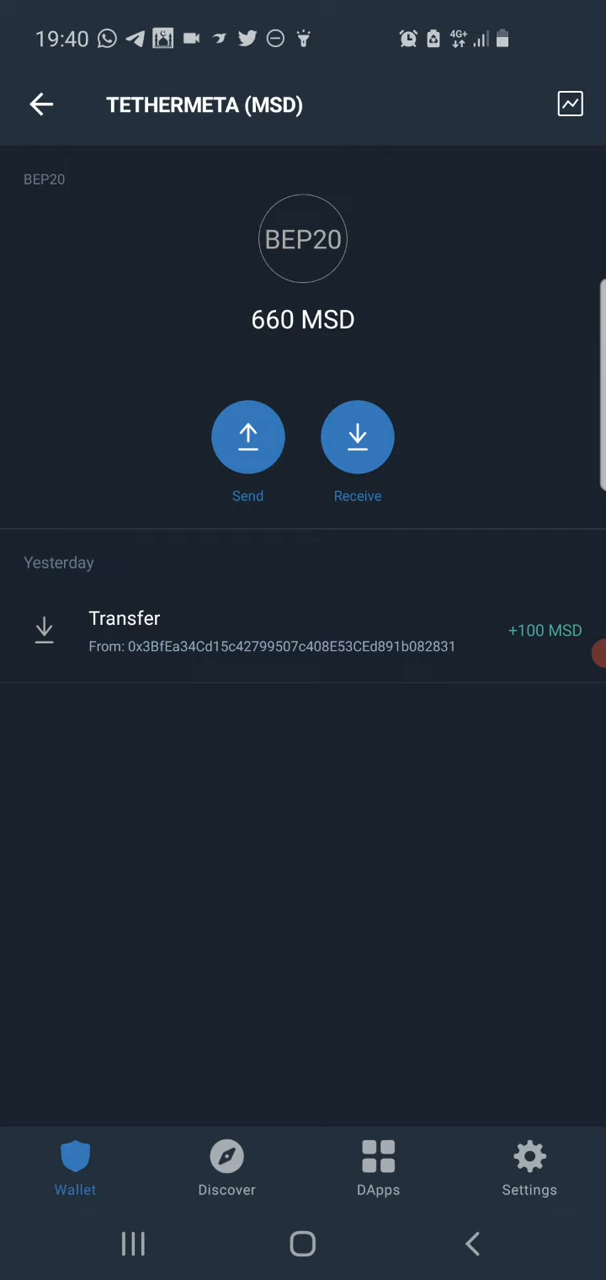 19:40 4G+
TETHERMETA (MSD)
BEP20
BEP20
660 MSD
Send Receive
Yesterday
Transfer
From: 0x3BfEa34Cd15c42799507c408E53CEd891b082831
+100 MSD
Wallet Discover DApps Settings